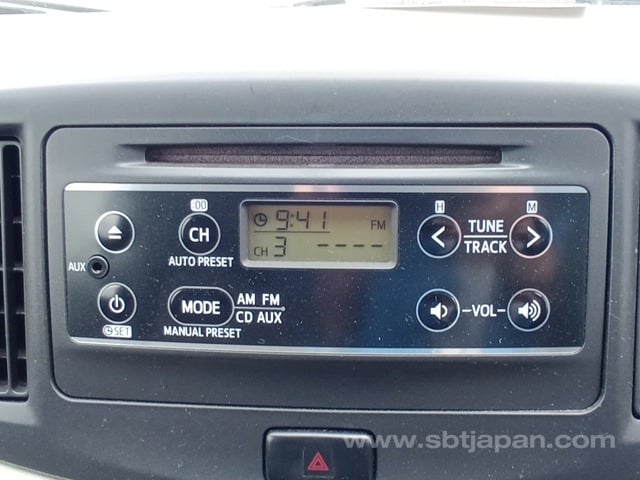 :00
H
M
9:41
FM
CH
TUNE
< >
TRACK
CH 3 ----
AUX
AUTO PRESET
MODE
AM FM
CD AUX
-VOL-
SET
MANUAL PRESET
www.sbtjapan.com